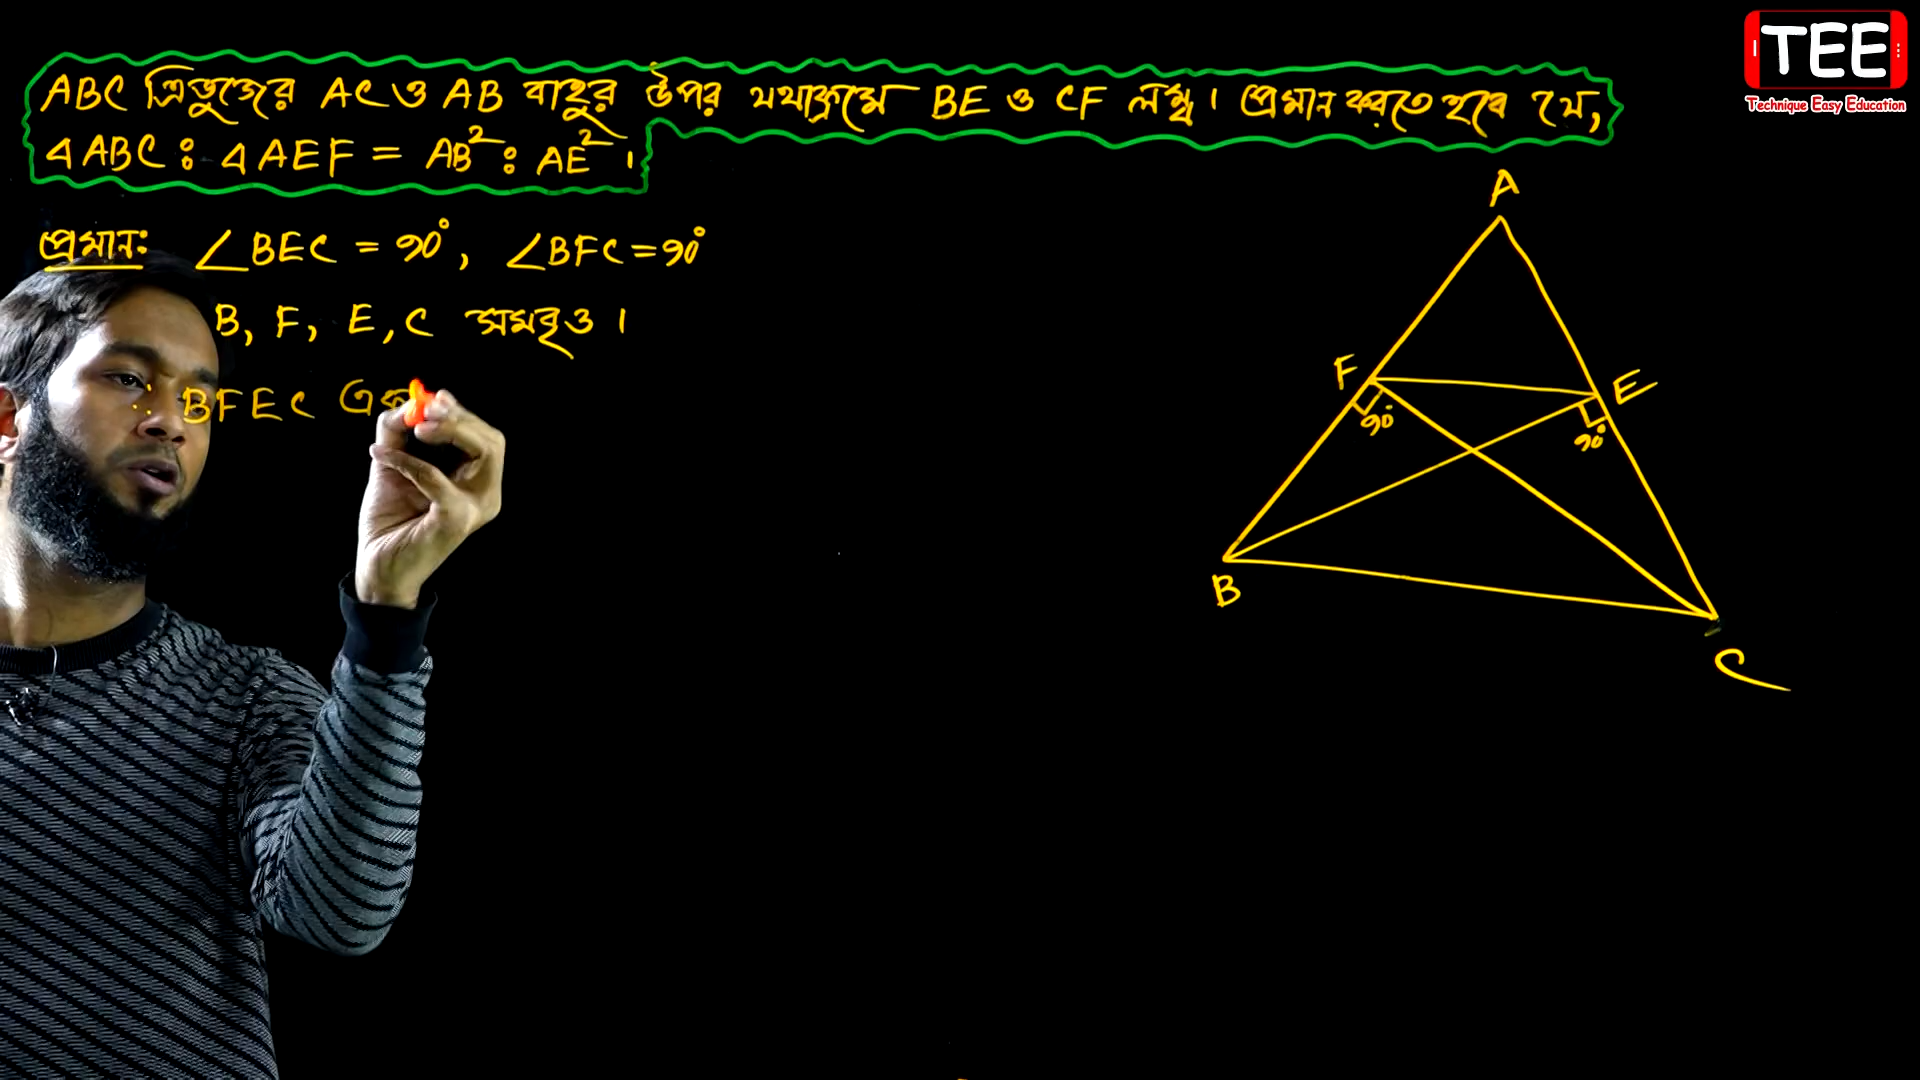 TEE
Technique Easy Education
ABC ত্রিভুজের AC ও AB বাহুর উপর যথাক্রমে BE ও CF লম্ব। প্রমান করতে হবে যে,
△ABC : △AEF = AB² : AE² ।
প্রমান: ∠BEC = 90°, ∠BFC = 90°
B, F, E, C সমবৃত্ত ।
∴ BFEC
A
F
E
90°
90°
B
C